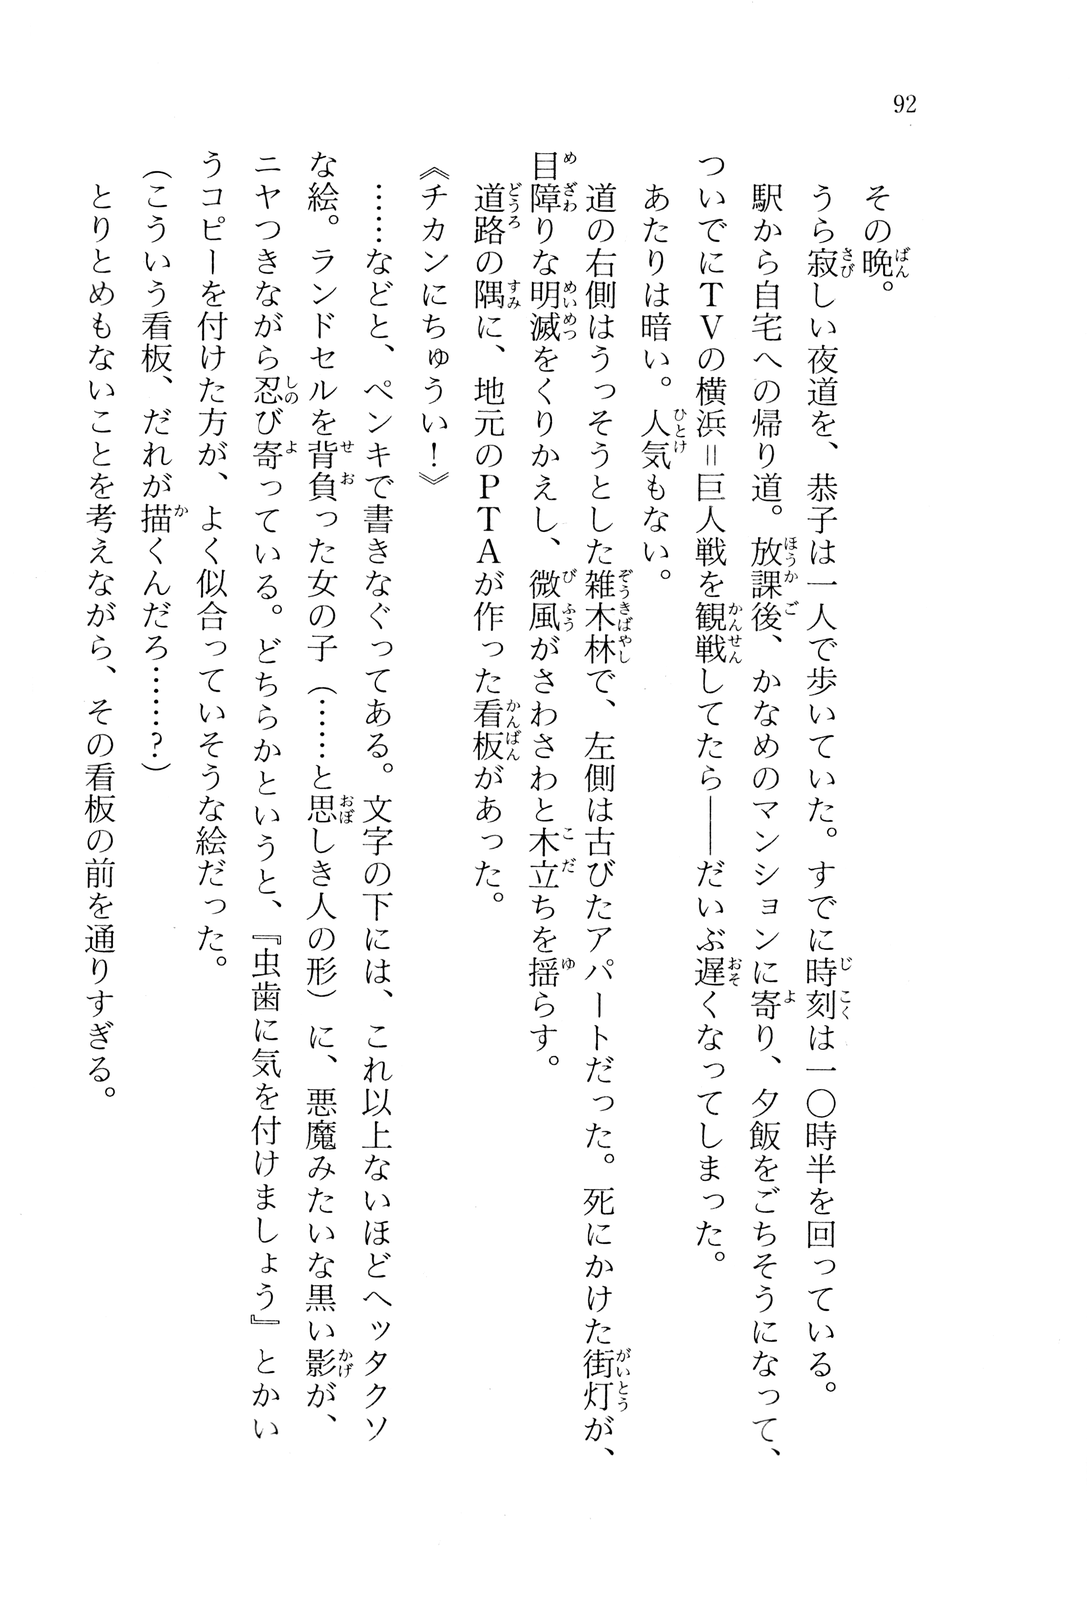 92
その晩。
うら寂しい夜道を、恭子は一人で歩いていた。すでに時刻は一〇時半を回っている。
駅から自宅への帰り道。放課後、かなめのマンションに寄り、夕飯をごちそうになって、
ついでにＴＶの横浜＝巨人戦を観戦してたら――だいぶ遅くなってしまった。
あたりは暗い。人気もない。
道の右側はうっそうとした雑木林で、左側は古びたアパートだった。死にかけた街灯が、
目障りな明滅をくりかえし、微風がさわさわと木立ちを揺らす。
道路の隅に、地元のＰＴＡが作った看板があった。
《チカンにちゅうい！》
……などと、ペンキで書きなぐってある。文字の下には、これ以上ないほどヘッタクソ
な絵。ランドセルを背負った女の子（……と思しき人の形）に、悪魔みたいな黒い影が、
ニヤつきながら忍び寄っている。どちらかというと、『虫歯に気を付けましょう』とかい
うコピーを付けた方が、よく似合っていそうな絵だった。
（こういう看板、だれが描くんだろ……？）
とりとめもないことを考えながら、その看板の前を通りすぎる。